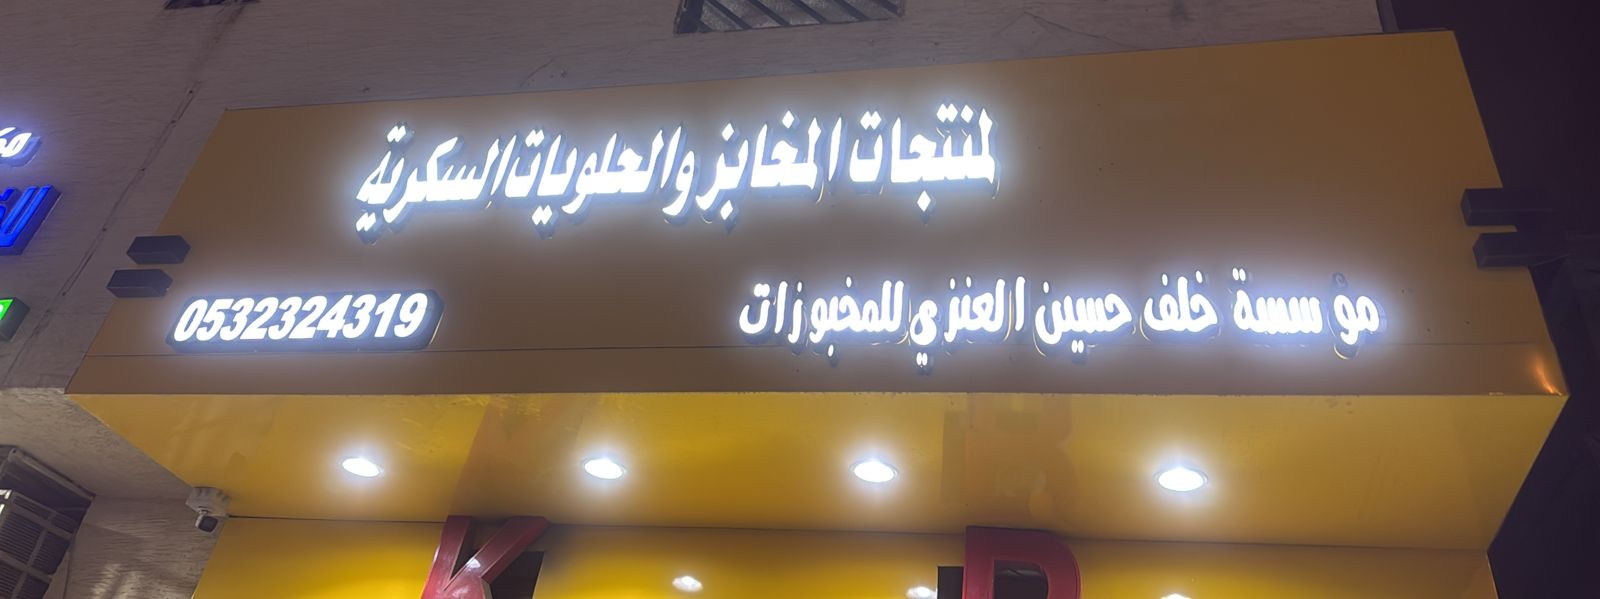 لمنتجات المخابز والحلويات السكرية
مؤسسة خلف حسين العنزي للمخبوزات
0532324319
K